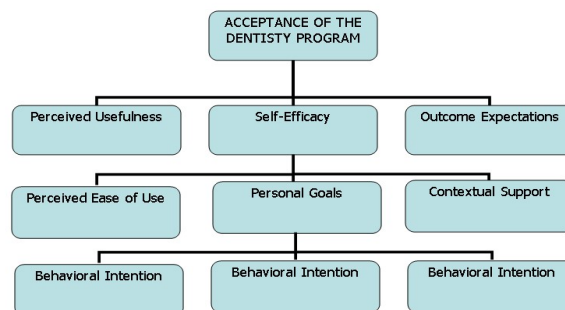 ACCEPTANCE OF THE
DENTISTY PROGRAM
Perceived Usefulness
Self-Efficacy
Outcome Expectations
Perceived Ease of Use
Personal Goals
Contextual Support
Behavioral Intention
Behavioral Intention
Behavioral Intention